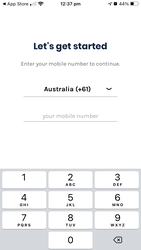 App Store
12:37 pm
44%
Let's get started
Enter your mobile number to continue.
Australia (+61)
your mobile number
1
2 ABC
3 DEF
4 GHI
5 JKL
6 MNO
7 PQRS
8 TUV
9 WXYZ
0